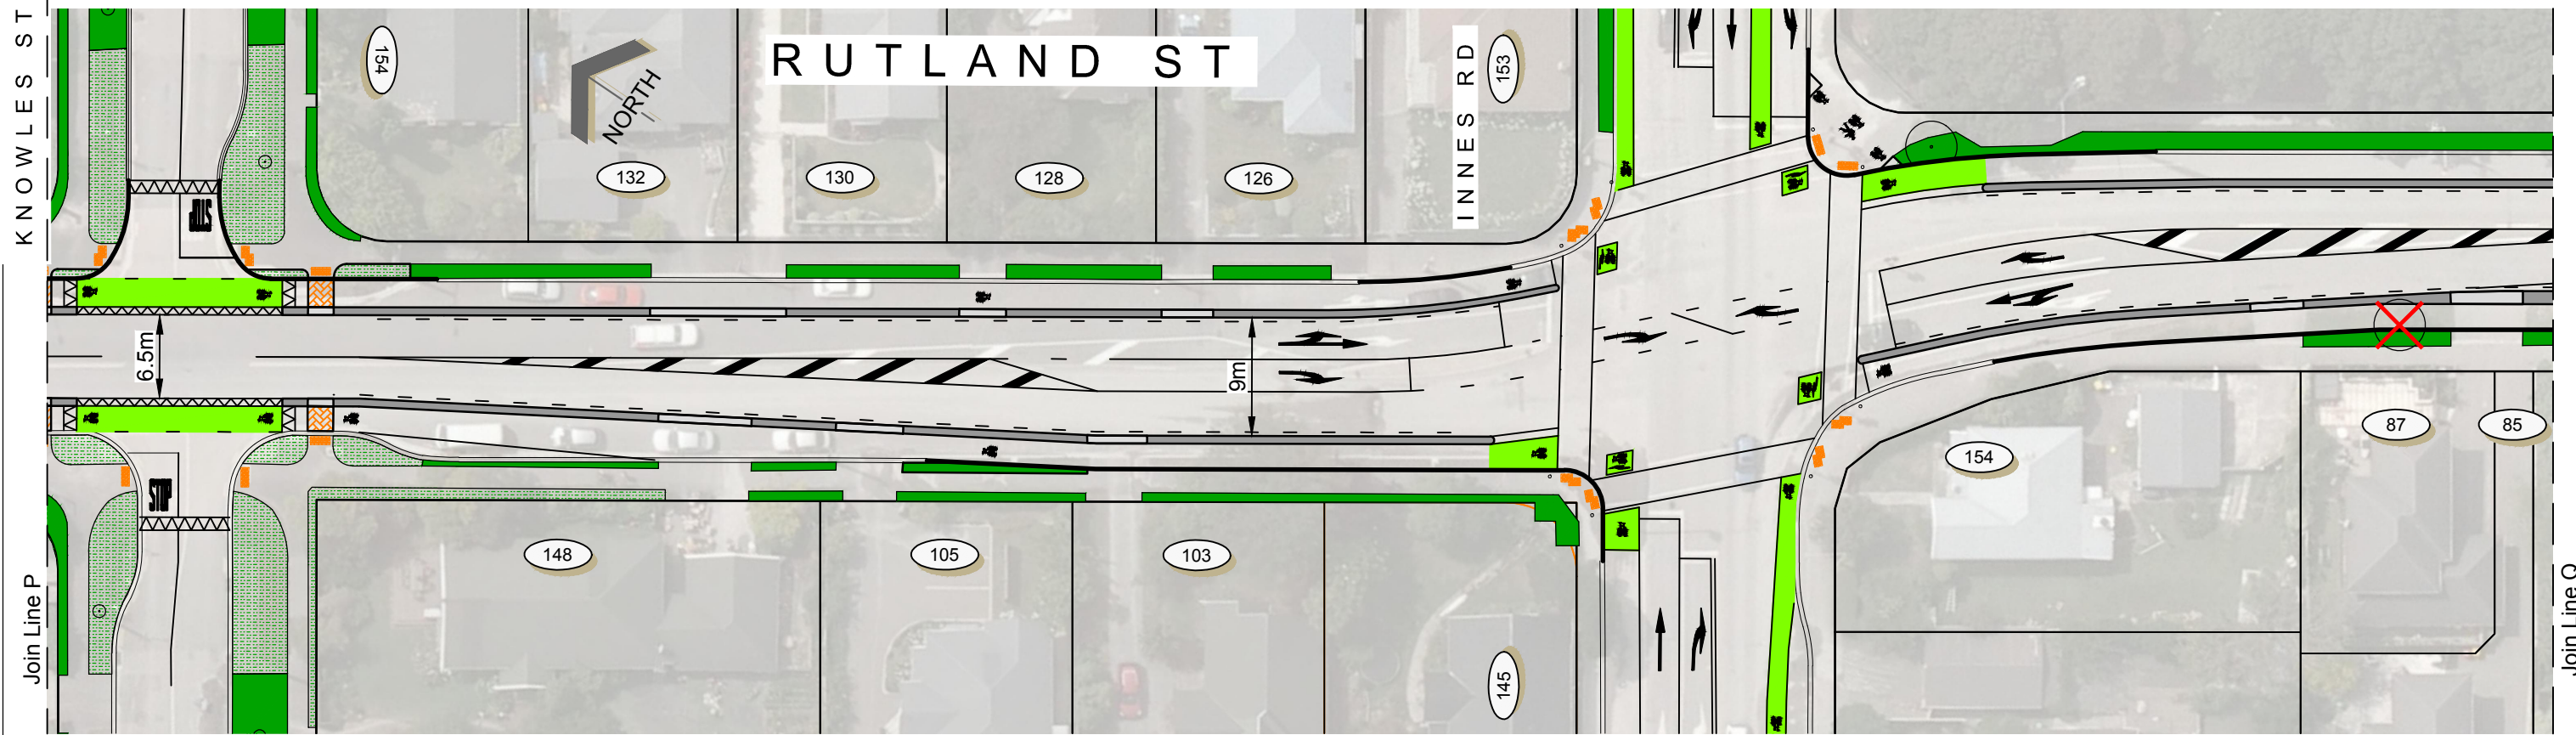 KNOWLES ST
154
NORTH
RUTLAND ST
INNES RD
153
132
130
128
126
STOP
6.5m
9m
STOP
148
105
103
145
154
87
85
Join Line P
Join Line Q